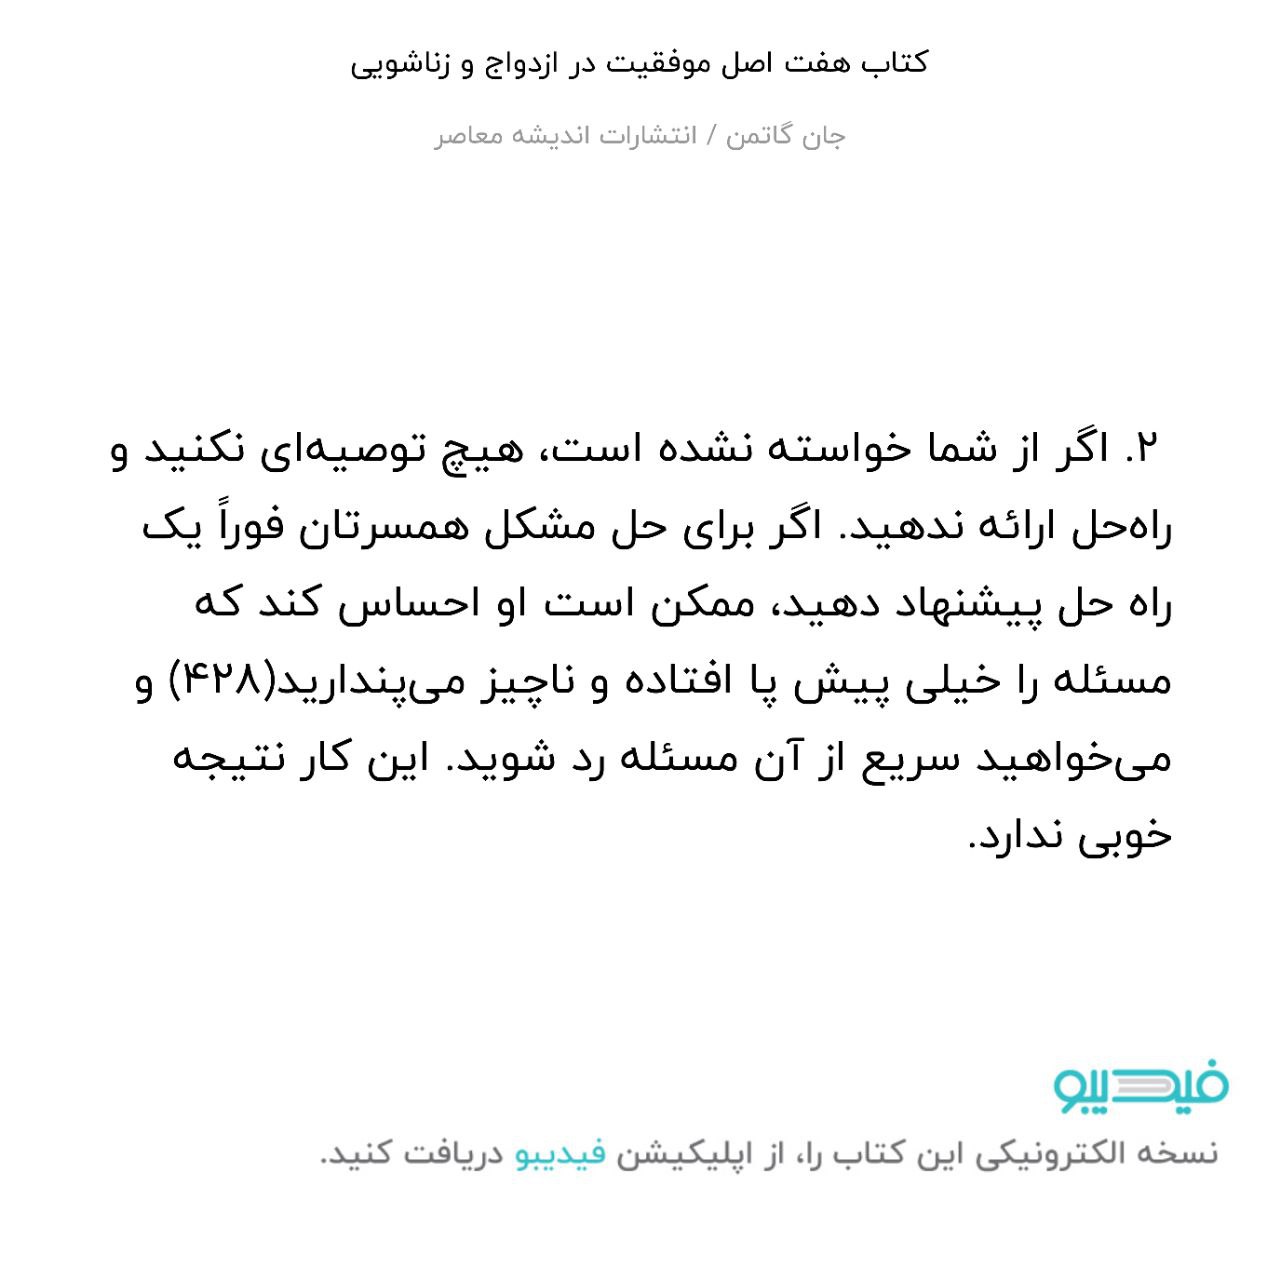 کتاب هفت اصل موفقیت در ازدواج و زناشویی
جان گاتمن / انتشارات اندیشه معاصر
۲. اگر از شما خواسته نشده است، هیچ توصیه‌ای نکنید و
راه‌حل ارائه ندهید. اگر برای حل مشکل همسرتان فوراً یک
راه حل پیشنهاد دهید، ممکن است او احساس کند که
مسئله را خیلی پیش پا افتاده و ناچیز می‌پندارید(۴۲۸) و
می‌خواهید سریع از آن مسئله رد شوید. این کار نتیجه
خوبی ندارد.
فیدیبو
نسخه الکترونیکی این کتاب را، از اپلیکیشن فیدیبو دریافت کنید.